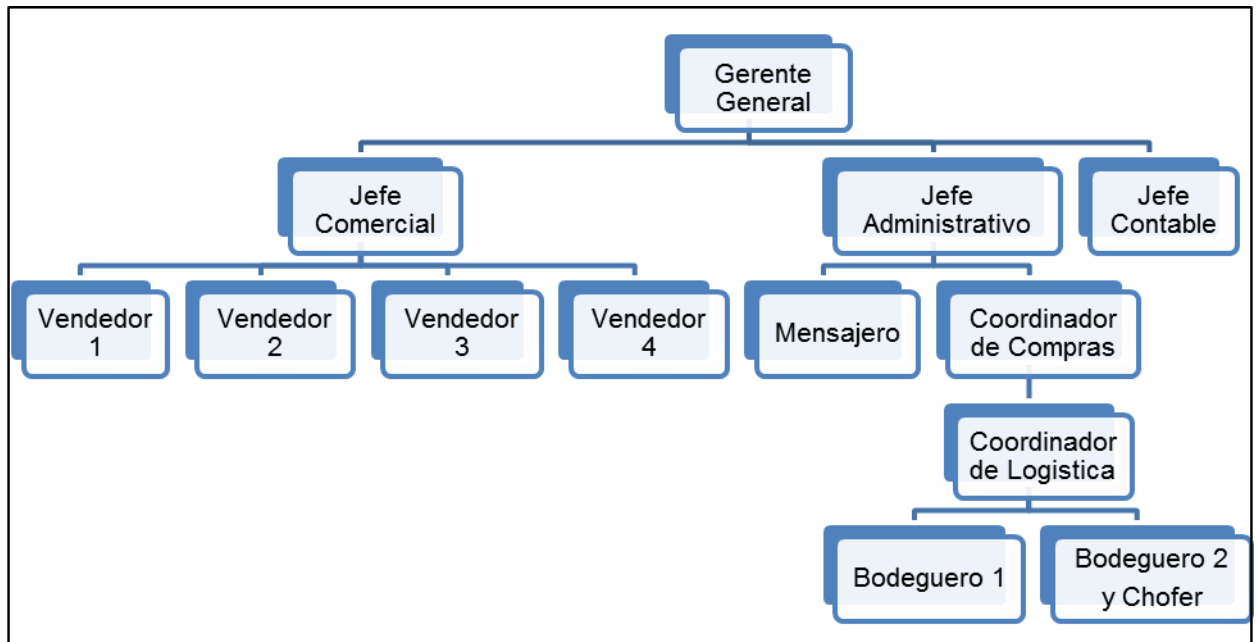 Gerente
General
Jefe
Comercial
Jefe
Administrativo
Jefe
Contable
Vendedor
1
Vendedor
2
Vendedor
3
Vendedor
4
Mensajero
Coordinador
de Compras
Coordinador
de Logistica
Bodeguero 1
Bodeguero 2
y Chofer